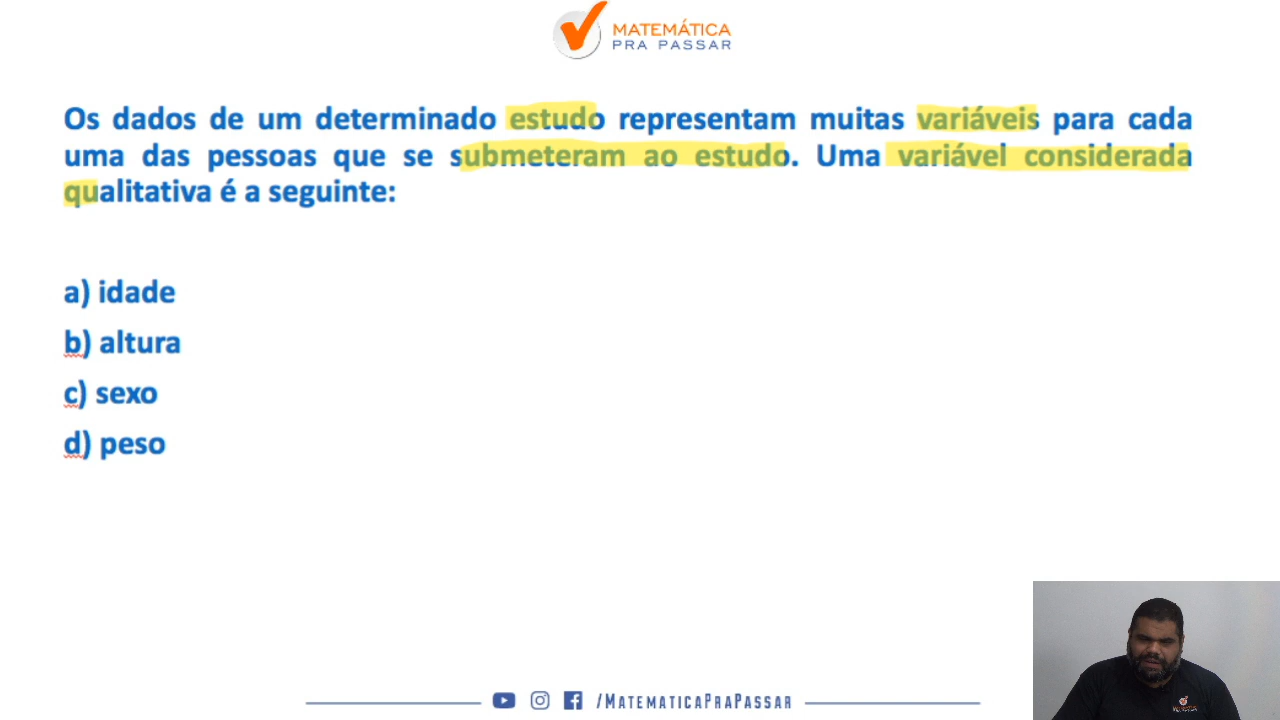 MATEMÁTICA
PRA PASSAR
Os dados de um determinado estudo representam muitas variáveis para cada
uma das pessoas que se submeteram ao estudo. Uma variável considerada
qualitativa é a seguinte:
a) idade
b) altura
c) sexo
d) peso
/MATEMATICAPRAPASSAR